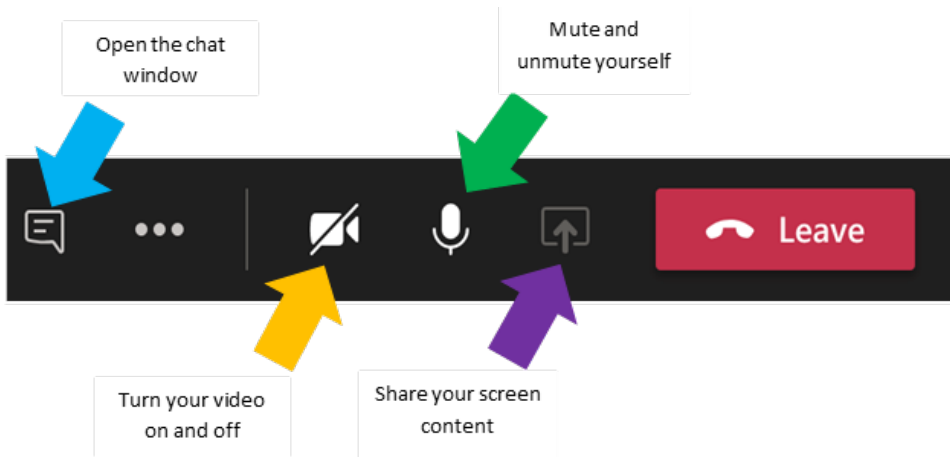 Open the chat
window
Mute and
unmute yourself
Leave
Turn your video
on and off
Share your screen
content